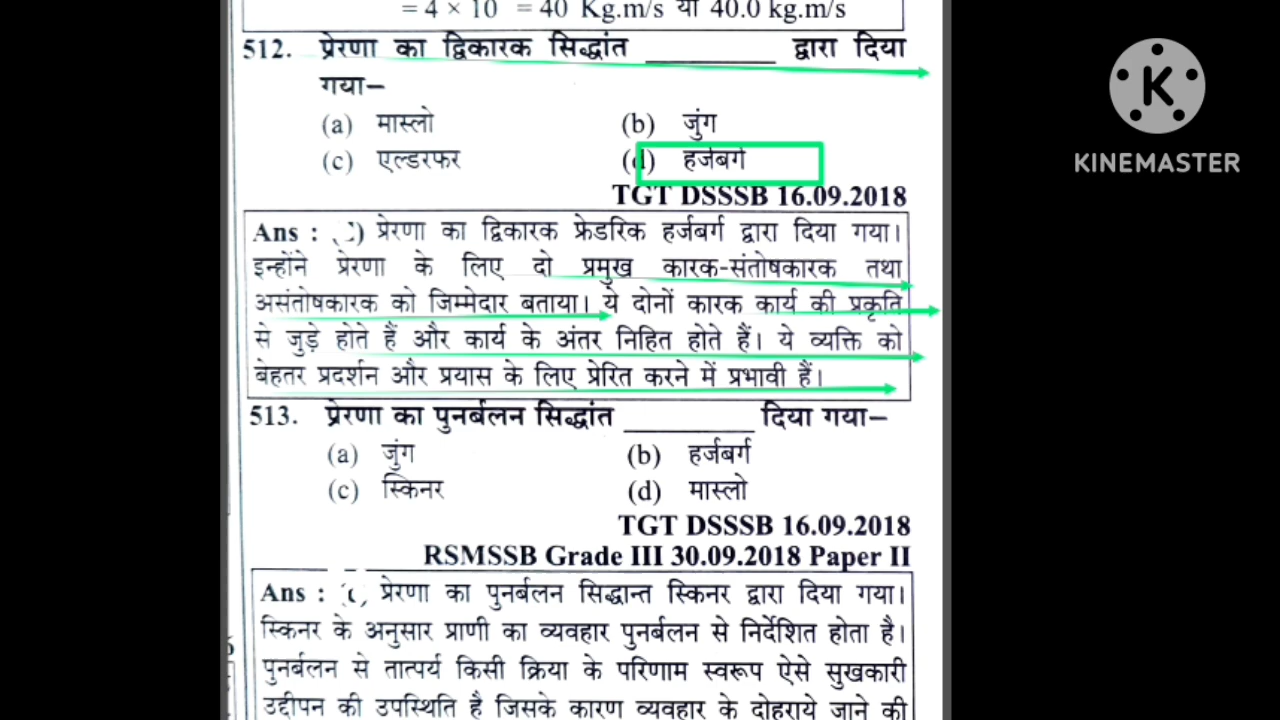 = 4 × 10 = 40 Kg.m/s या 40.0 kg.m/s
512. प्रेरणा का द्विकारक सिद्धांत __________ द्वारा दिया
गया–
(a) मास्लो (b) जुंग
(c) एल्डरफर (d) हर्जबर्ग
TGT DSSSB 16.09.2018
Ans : प्रेरणा का द्विकारक फ्रेडरिक हर्जबर्ग द्वारा दिया गया।
इन्होंने प्रेरणा के लिए दो प्रमुख कारक-संतोषकारक तथा
असंतोषकारक को जिम्मेदार बताया। ये दोनों कारक कार्य की प्रकृति
से जुड़े होते हैं और कार्य के अंतर निहित होते हैं। ये व्यक्ति को
बेहतर प्रदर्शन और प्रयास के लिए प्रेरित करने में प्रभावी हैं।
513. प्रेरणा का पुनर्बलन सिद्धांत __________ दिया गया–
(a) जुंग (b) हर्जबर्ग
(c) स्किनर (d) मास्लो
TGT DSSSB 16.09.2018
RSMSSB Grade III 30.09.2018 Paper II
Ans : प्रेरणा का पुनर्बलन सिद्धान्त स्किनर द्वारा दिया गया।
स्किनर के अनुसार प्राणी का व्यवहार पुनर्बलन से निर्देशित होता है।
पुनर्बलन से तात्पर्य किसी क्रिया के परिणाम स्वरूप ऐसे सुखकारी
उद्दीपन की उपस्थिति है जिसके कारण व्यवहार के दोहराये जाने की
K
KINEMASTER